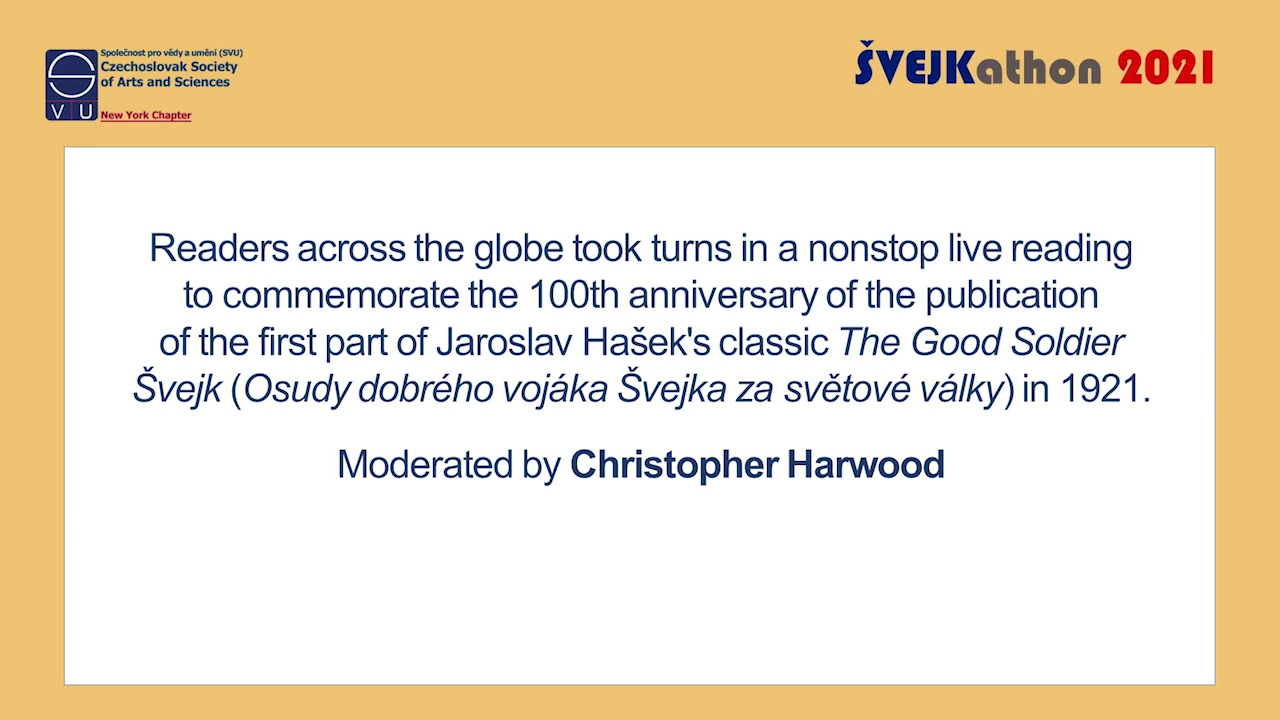 Společnost pro vědy a umění (SVU)
Czechoslovak Society
of Arts and Sciences
S
V U
New York Chapter
ŠVEJKathon 2021
Readers across the globe took turns in a nonstop live reading
to commemorate the 100th anniversary of the publication
of the first part of Jaroslav Hašek's classic The Good Soldier
Švejk (Osudy dobrého vojáka Švejka za světové války) in 1921.
Moderated by Christopher Harwood